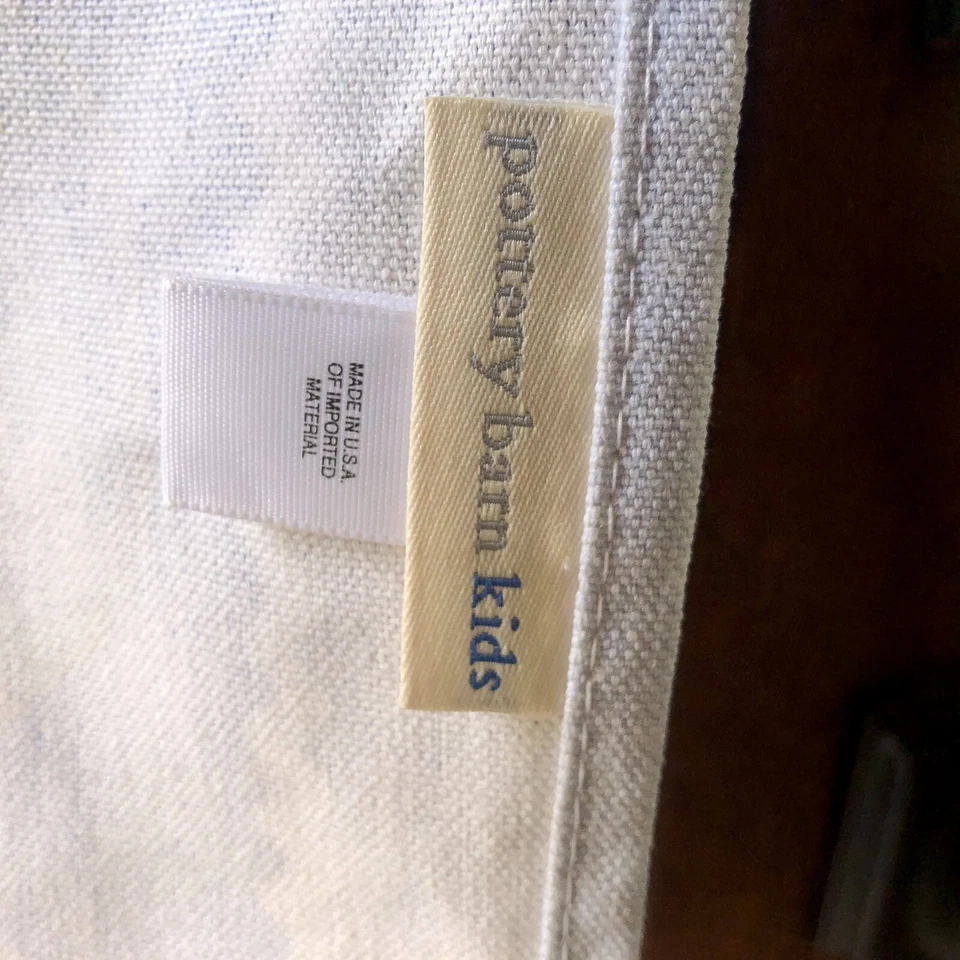 pottery barn kids
MADE IN U.S.A.
OF IMPORTED
MATERIAL